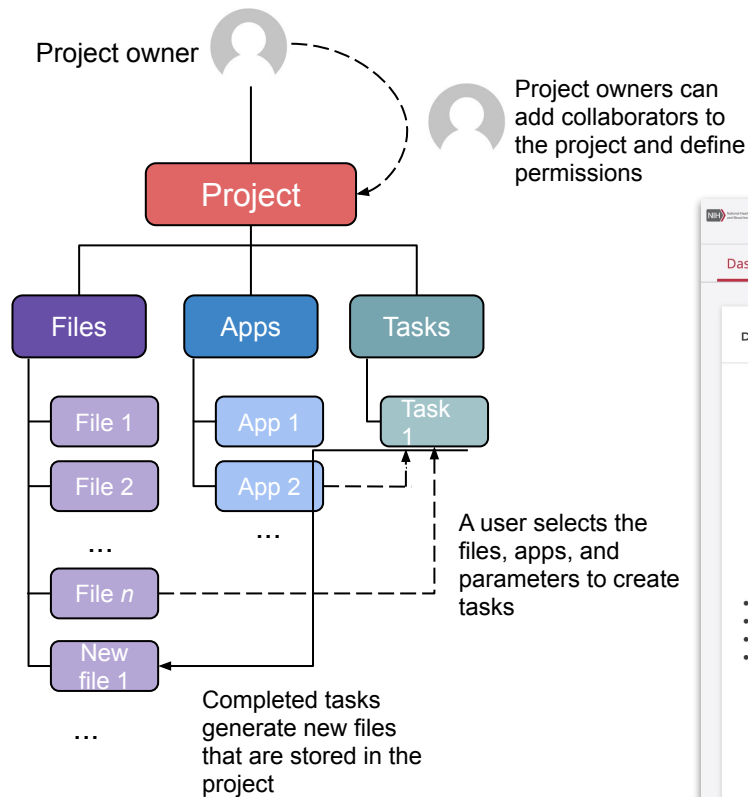 Project owner
Project owners can
add collaborators to
the project and define
permissions
Project
NIH
Das
D
Files
Apps
Tasks
File 1
App 1
Task
1
File 2
App 2
...
...
A user selects the
files, apps, and
parameters to create
tasks
File n
New
file 1
...
Completed tasks
generate new files
that are stored in the
project